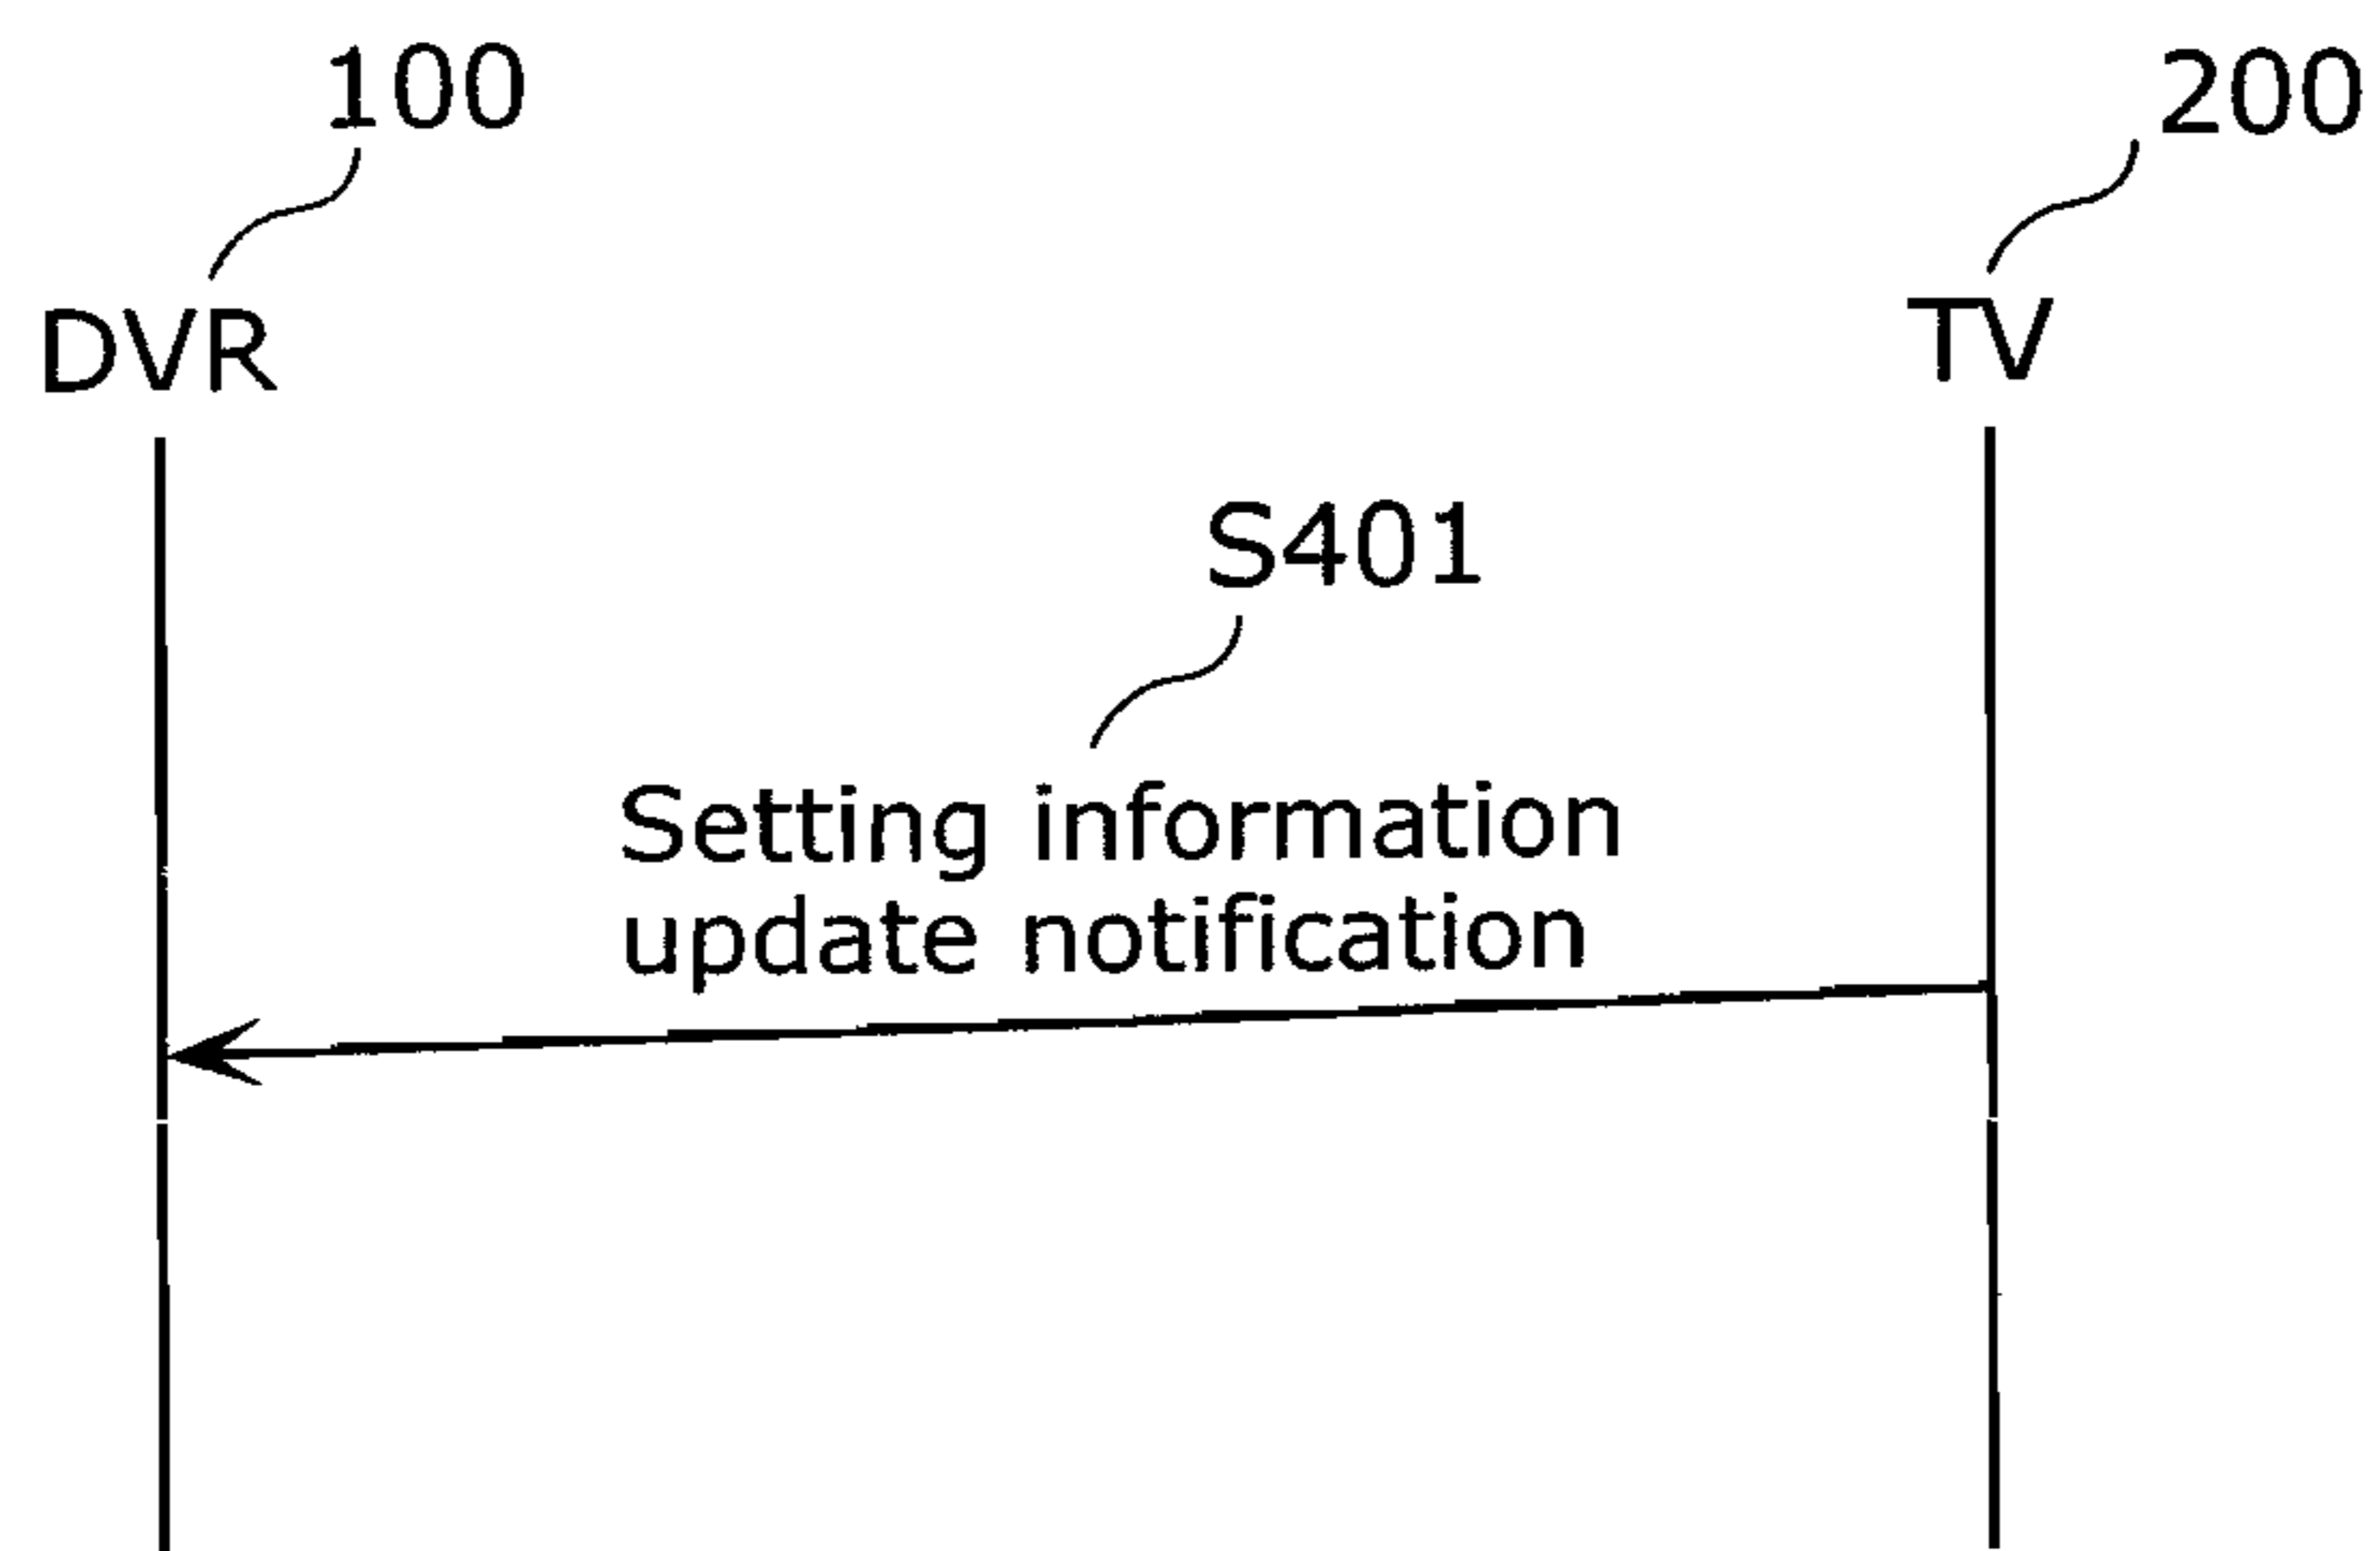 100
200
DVR
TV
S401
Setting information
update notification